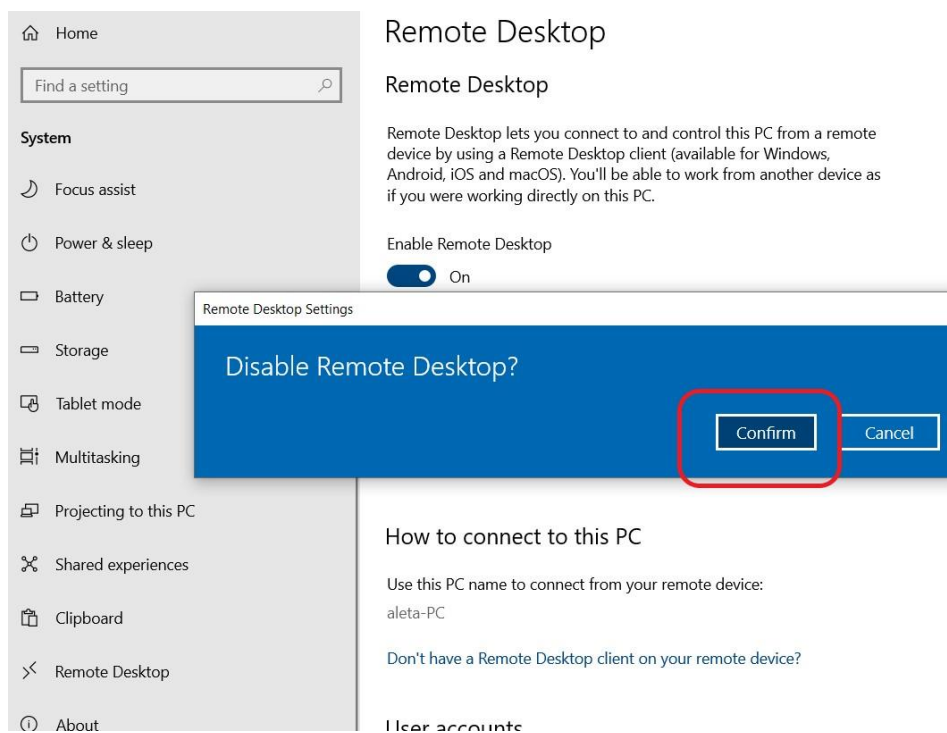 Home
Find a setting
System
Focus assist
Power & sleep
Battery
Storage
Tablet mode
Multitasking
Projecting to this PC
Shared experiences
Clipboard
Remote Desktop
About
Remote Desktop
Remote Desktop
Remote Desktop lets you connect to and control this PC from a remote
device by using a Remote Desktop client (available for Windows,
Android, iOS and macOS). You'll be able to work from another device as
if you were working directly on this PC.
Enable Remote Desktop
On
Remote Desktop Settings
Disable Remote Desktop?
Confirm
Cancel
How to connect to this PC
Use this PC name to connect from your remote device:
aleta-PC
Don't have a Remote Desktop client on your remote device?
User accounts